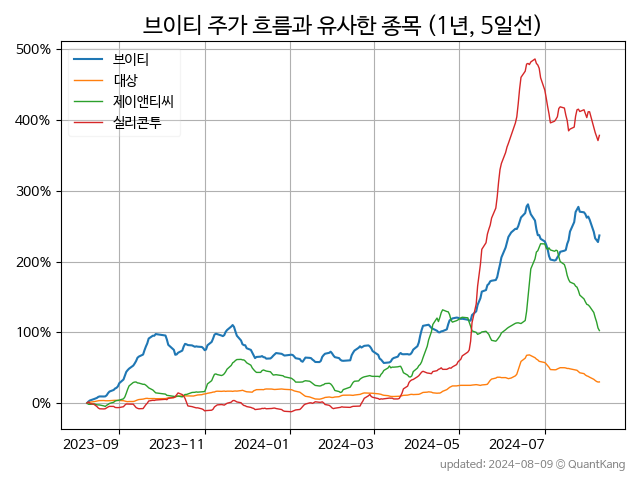 브이티 주가 흐름과 유사한 종목 (1년, 5일선)
500%
400%
300%
200%
100%
0%
브이티
대상
제이앤티씨
실리콘투
2023-09 2023-11 2024-01 2024-03 2024-05 2024-07
updated: 2024-08-09 © QuantKang